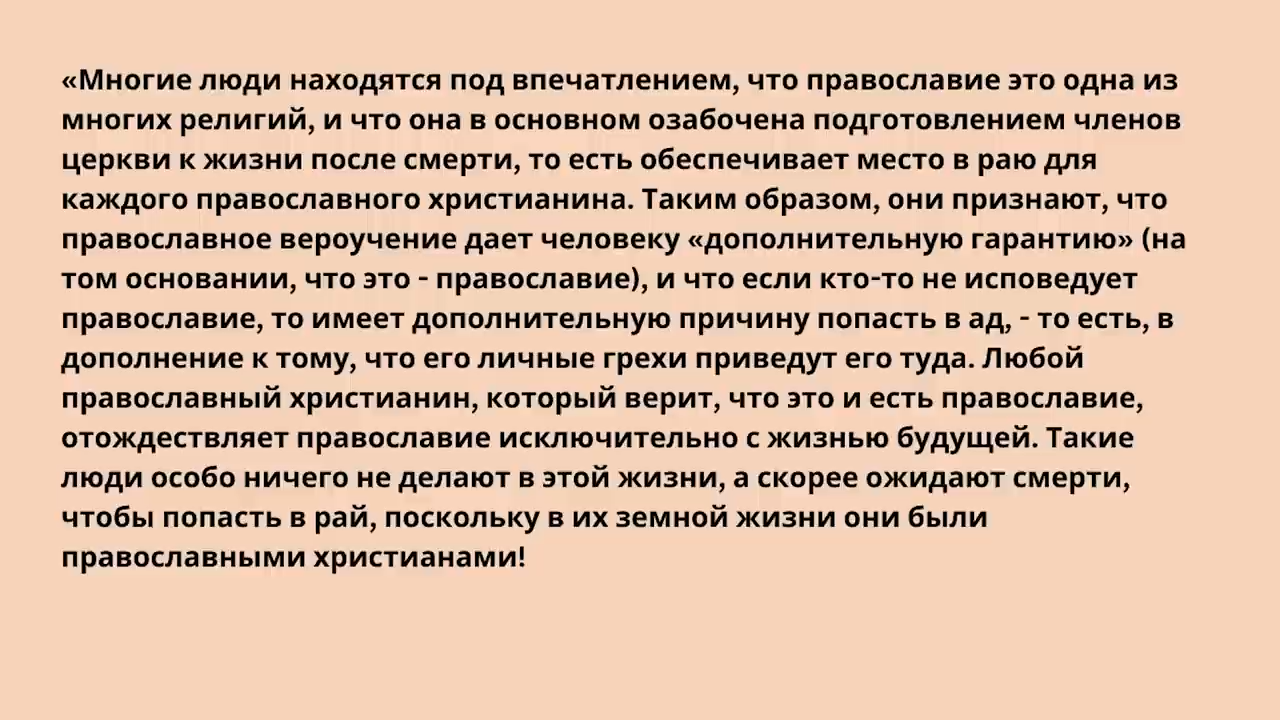 «Многие люди находятся под впечатлением, что православие это одна из
многих религий, и что она в основном озабочена подготовлением членов
церкви к жизни после смерти, то есть обеспечивает место в раю для
каждого православного христианина. Таким образом, они признают, что
православное вероучение дает человеку «дополнительную гарантию» (на
том основании, что это - православие), и что если кто-то не исповедует
православие, то имеет дополнительную причину попасть в ад, - то есть, в
дополнение к тому, что его личные грехи приведут его туда. Любой
православный христианин, который верит, что это и есть православие,
отождествляет православие исключительно с жизнью будущей. Такие
люди особо ничего не делают в этой жизни, а скорее ожидают смерти,
чтобы попасть в рай, поскольку в их земной жизни они были
православными христианами!